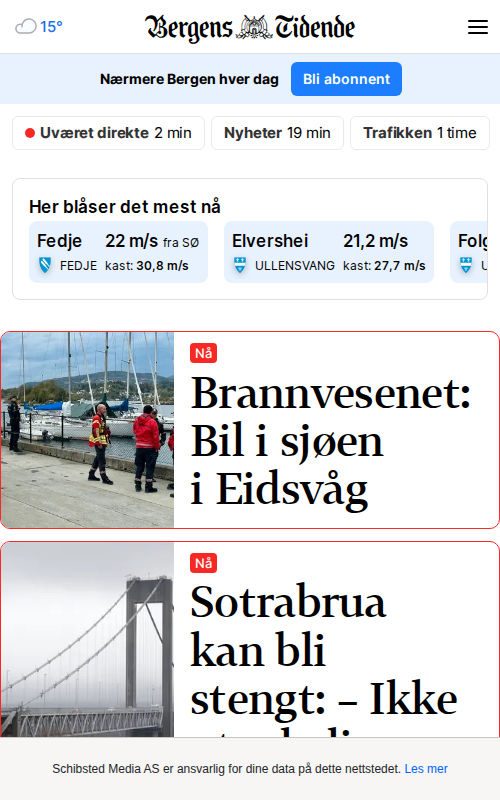 15°
Bergens Tidende
Nærmere Bergen hver dag
Bli abonnent
Uværet direkte 2 min
Nyheter 19 min
Trafikken 1 time
Her blåser det mest nå
Fedje 22 m/s fra SØ
FEDJE kast: 30,8 m/s
Elvershei 21,2 m/s
ULLENSVANG kast: 27,7 m/s
Nå
Brannvesenet:
Bil i sjøen
i Eidsvåg
Nå
Sotrabrua
kan bli
stengt: – Ikke
Schibsted Media AS er ansvarlig for dine data på dette nettstedet. Les mer